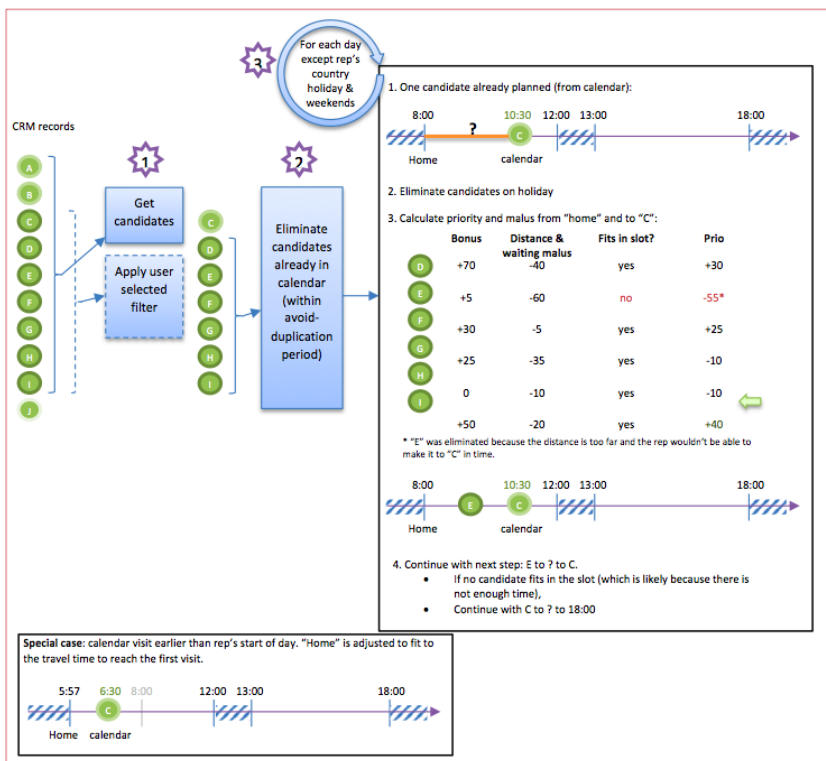 3
For each day
except rep's
country
holiday &
weekends
CRM records
A
B
C
D
E
F
G
H
I
J
1
Get
candidates
Apply user
selected
filter
C
D
E
F
G
H
I
2
Eliminate
candidates
already in
calendar
(within
avoid-
duplication
period)
1. One candidate already planned (from calendar):
8:00 10:30 12:00 13:00 18:00
?
C
Home calendar
2. Eliminate candidates on holiday
3. Calculate priority and malus from "home" and to "C":
Bonus Distance & Fits in slot? Prio
waiting malus
D +70 -40 yes +30
E +5 -60 no -55*
F +30 -5 yes +25
G +25 -35 yes -10
H 0 -10 yes -10
I +50 -20 yes +40
* "E" was eliminated because the distance is too far and the rep wouldn't be able to
make it to "C" in time.
8:00 10:30 12:00 13:00 18:00
E C
Home calendar
4. Continue with next step: E to ? to C.
• If no candidate fits in the slot (which is likely because there is
not enough time),
• Continue with C to ? to 18:00
Special case: calendar visit earlier than rep's start of day. "Home" is adjusted to fit to
the travel time to reach the first visit.
5:57 6:30 8:00 12:00 13:00 18:00
C
Home calendar